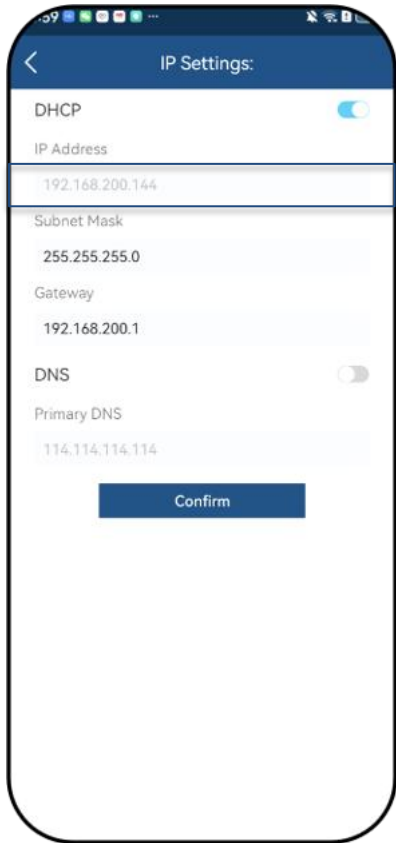 :59
IP Settings:
DHCP
IP Address
192.168.200.144
Subnet Mask
255.255.255.0
Gateway
192.168.200.1
DNS
Primary DNS
114.114.114.114
Confirm